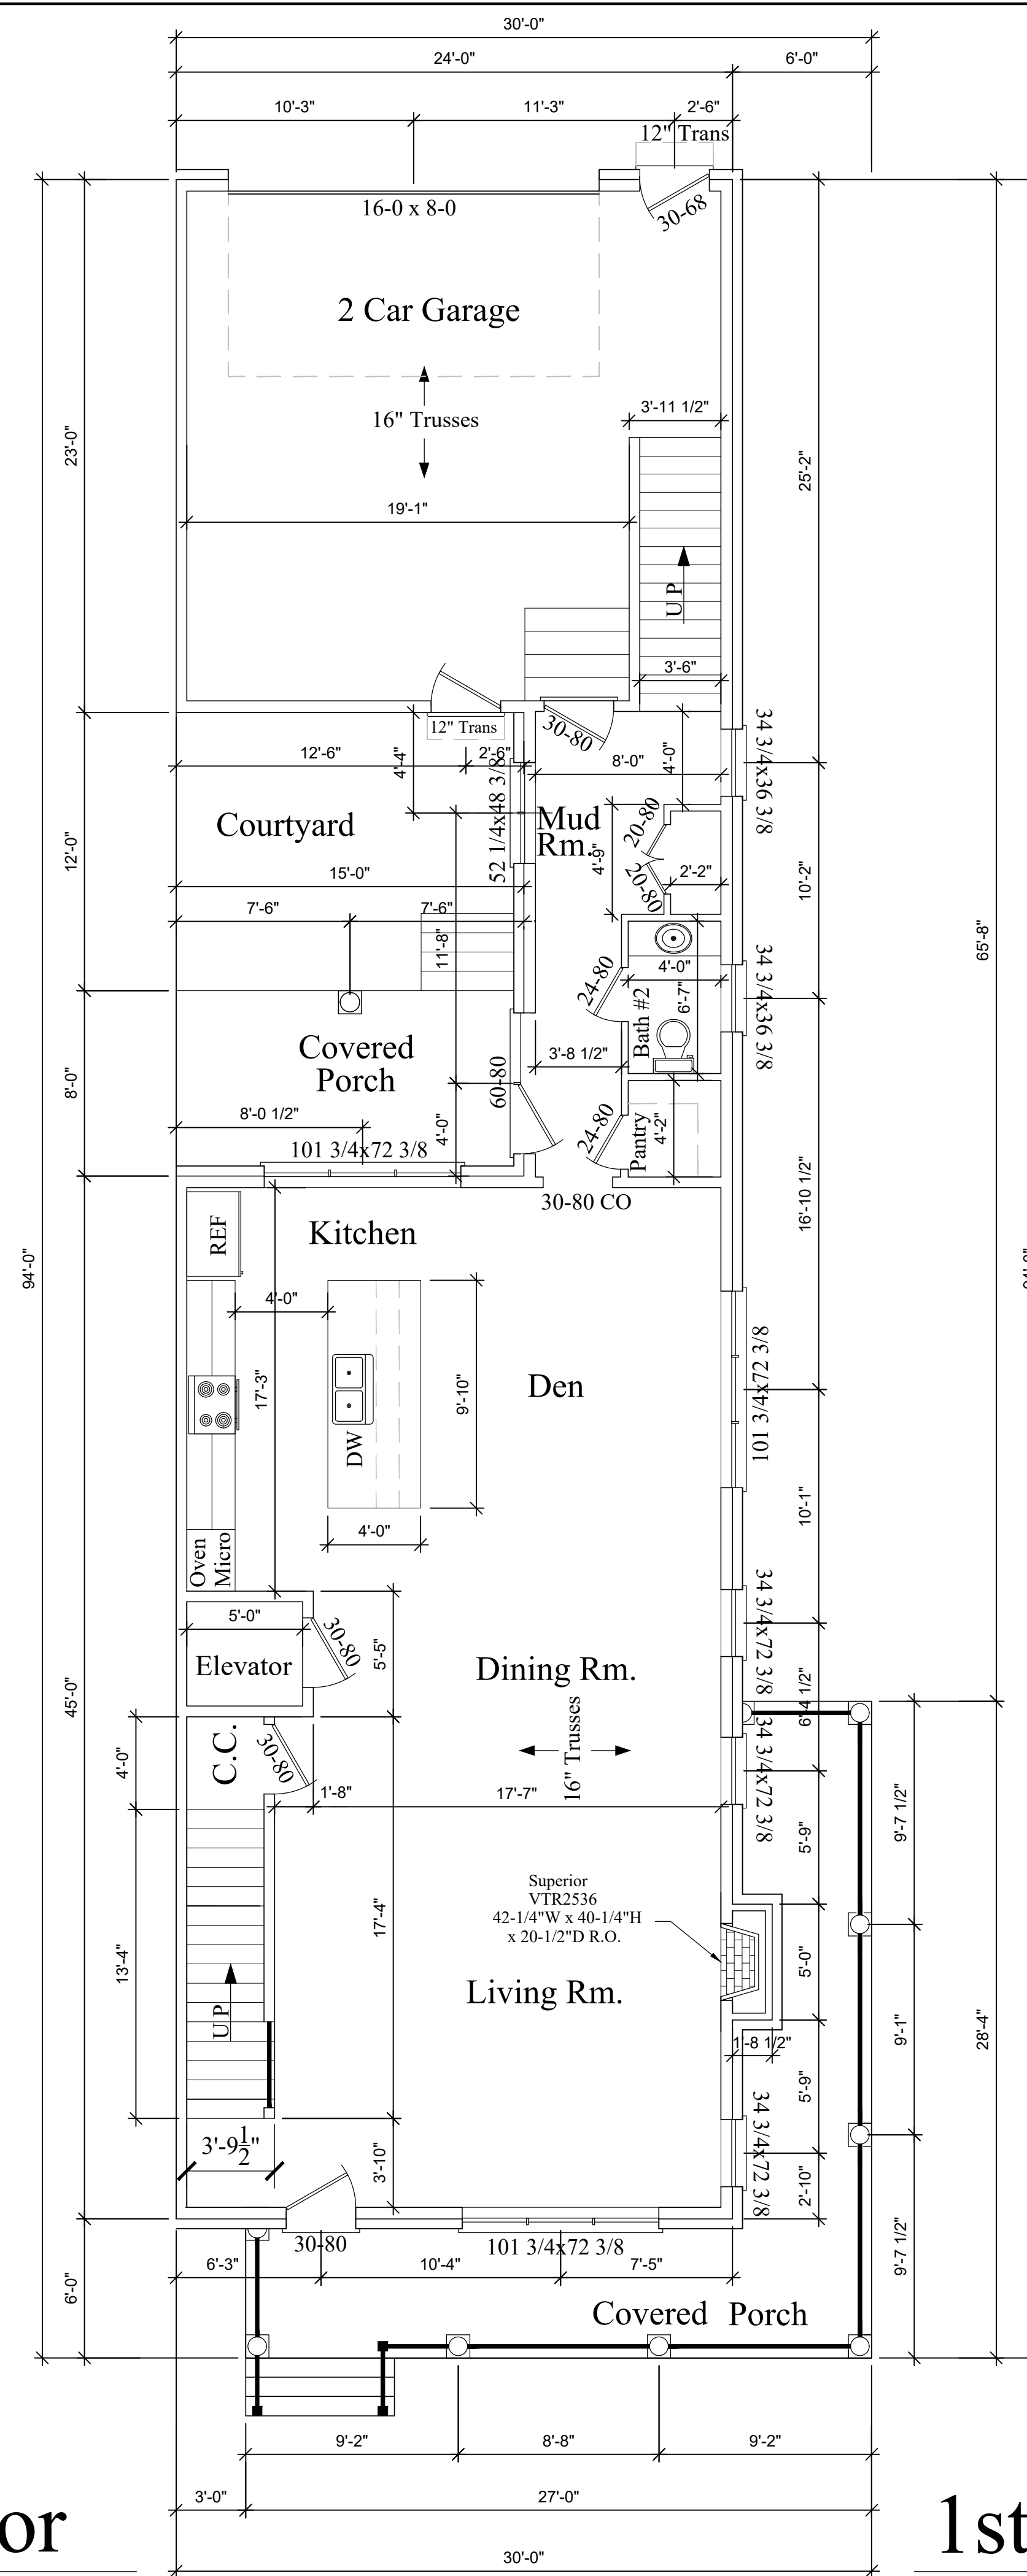 30'-0"
24'-0"
6'-0"
10'-3"
11'-3"
2'-6"
12" Trans
16-0 x 8-0
30-68
2 Car Garage
16" Trusses
3'-11 1/2"
23'-0"
25'-2"
19'-1"
UP
3'-6"
12" Trans
30-80
34 3/4x36 3/8
12'-6"
4'-4"
2'-6"
52 1/4x48 3/8
8'-0"
4'-0"
Courtyard
Mud
Rm.
20-80
20-80
4'-9"
2'-2"
12'-0"
10'-2"
15'-0"
7'-6"
7'-6"
11'-8"
65'-8"
24-80
4'-0"
6'-7"
Bath #2
34 3/4x36 3/8
Covered
Porch
3'-8 1/2"
8'-0"
60-80
24-80
Pantry
4'-2"
8'-0 1/2"
4'-0"
101 3/4x72 3/8
30-80 CO
16'-10 1/2"
REF
Kitchen
94'-0"
4'-0"
17'-3"
Den
9'-10"
DW
101 3/4x72 3/8
4'-0"
10'-1"
Oven
Micro
5'-0"
30-80
5'-5"
Elevator
Dining Rm.
34 3/4x72 3/8
45'-0"
6'-4 1/2"
C.C.
30-80
4'-0"
16" Trusses
34 3/4x72 3/8
1'-8"
17'-7"
5'-9"
9'-7 1/2"
Superior
VTR2536
42-1/4"W x 40-1/4"H
x 20-1/2"D R.O.
17'-4"
13'-4"
UP
Living Rm.
5'-0"
9'-1"
28'-4"
1'-8 1/2"
5'-9"
34 3/4x72 3/8
3'-9 1/2"
3'-10"
2'-10"
9'-7 1/2"
30-80
101 3/4x72 3/8
6'-3"
10'-4"
7'-5"
6'-0"
Covered Porch
9'-2"
8'-8"
9'-2"
3'-0"
27'-0"
or
1st
30'-0"